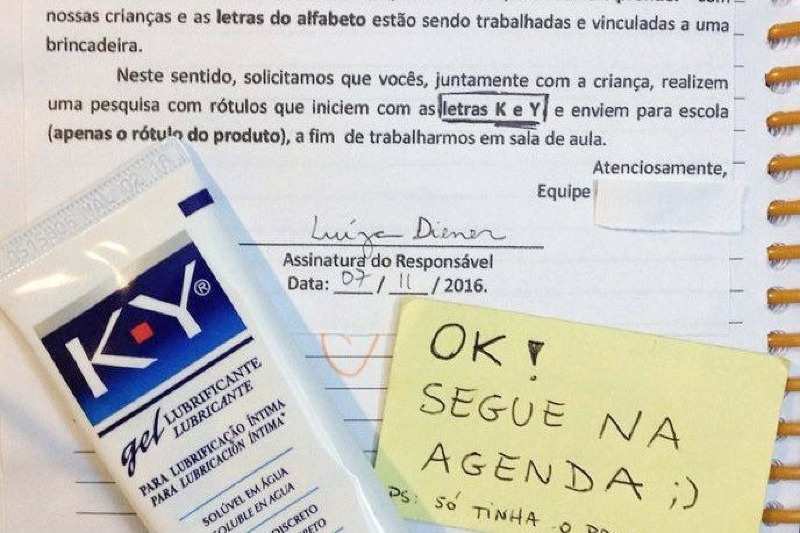 nossas crianças e as letras do alfabeto estão sendo trabalhadas e vinculadas a uma
brincadeira.
Neste sentido, solicitamos que vocês, juntamente com a criança, realizem
uma pesquisa com rótulos que iniciem com as letras K e Y e enviem para escola
(apenas o rótulo do produto), a fim de trabalharmos em sala de aula.
Atenciosamente,
Equipe
Luíza Diener
Assinatura do Responsável
Data: 07 / 11 / 2016.
K·Y®
gel LUBRIFICANTE
LUBRICANTE
PARA LUBRIFICAÇÃO ÍNTIMA
PARA LUBRICACIÓN ÍNTIMA*
SOLÚVEL EM ÁGUA
SOLUBLE EN AGUA
DISCRETO
OK!
SEGUE NA
AGENDA ;)
PS: SÓ TINHA O